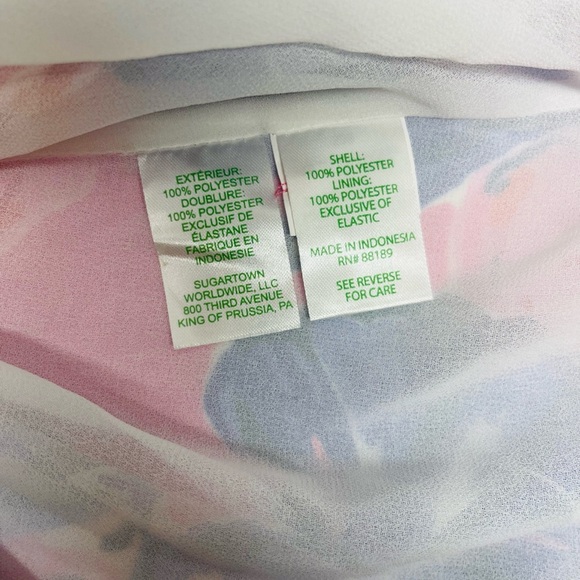 EXTÉRIEUR:
100% POLYESTER
DOUBLURE:
100% POLYESTER
EXCLUSIF DE
ÉLASTANE
FABRIQUE EN
INDONESIE
SUGARTOWN
WORLDWIDE, LLC
800 THIRD AVENUE
KING OF PRUSSIA, PA
SHELL:
100% POLYESTER
LINING:
100% POLYESTER
EXCLUSIVE OF
ELASTIC
MADE IN INDONESIA
RN# 88189
SEE REVERSE
FOR CARE